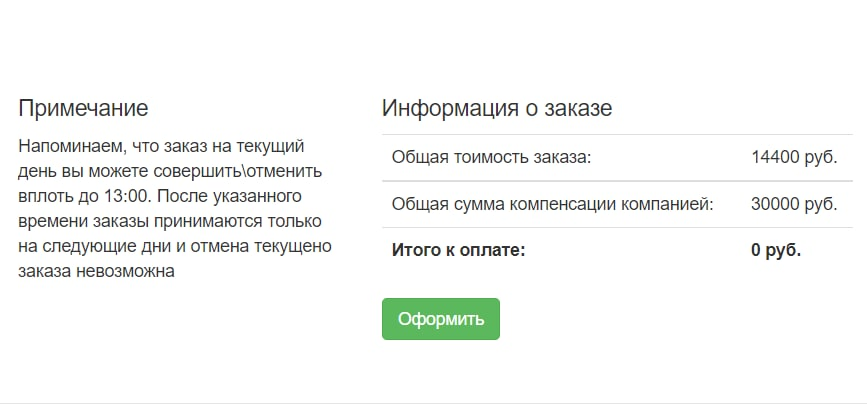 Примечание
Напоминаем, что заказ на текущий
день вы можете совершить\отменить
вплоть до 13:00. После указанного
времени заказы принимаются только
на следующие дни и отмена текущено
заказа невозможна
Информация о заказе
Общая тоимость заказа: 14400 руб.
Общая сумма компенсации компанией: 30000 руб.
Итого к оплате: 0 руб.
Оформить